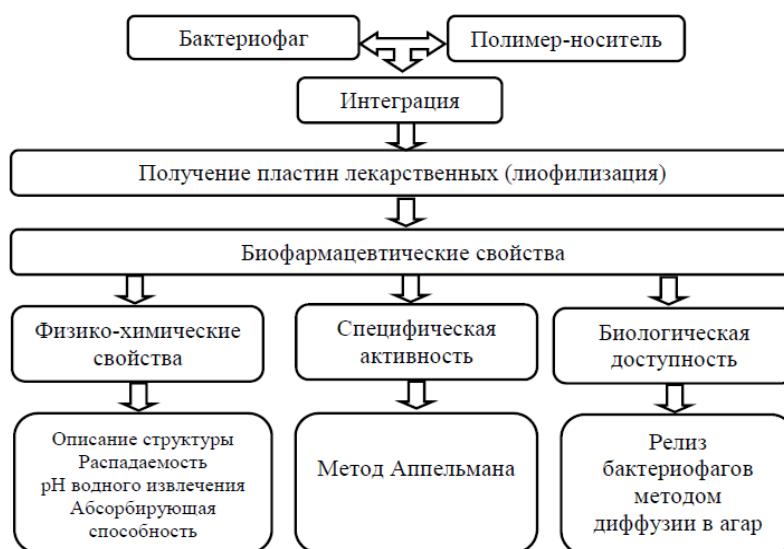 Бактериофаг
Полимер-носитель
Интеграция
Получение пластин лекарственных (лиофилизация)
Биофармацевтические свойства
Физико-химические
свойства
Специфическая
активность
Биологическая
доступность
Описание структуры
Распадаемость
pH водного извлечения
Абсорбирующая
способность
Метод Аппельмана
Релиз
бактериофагов
методом
диффузии в агар